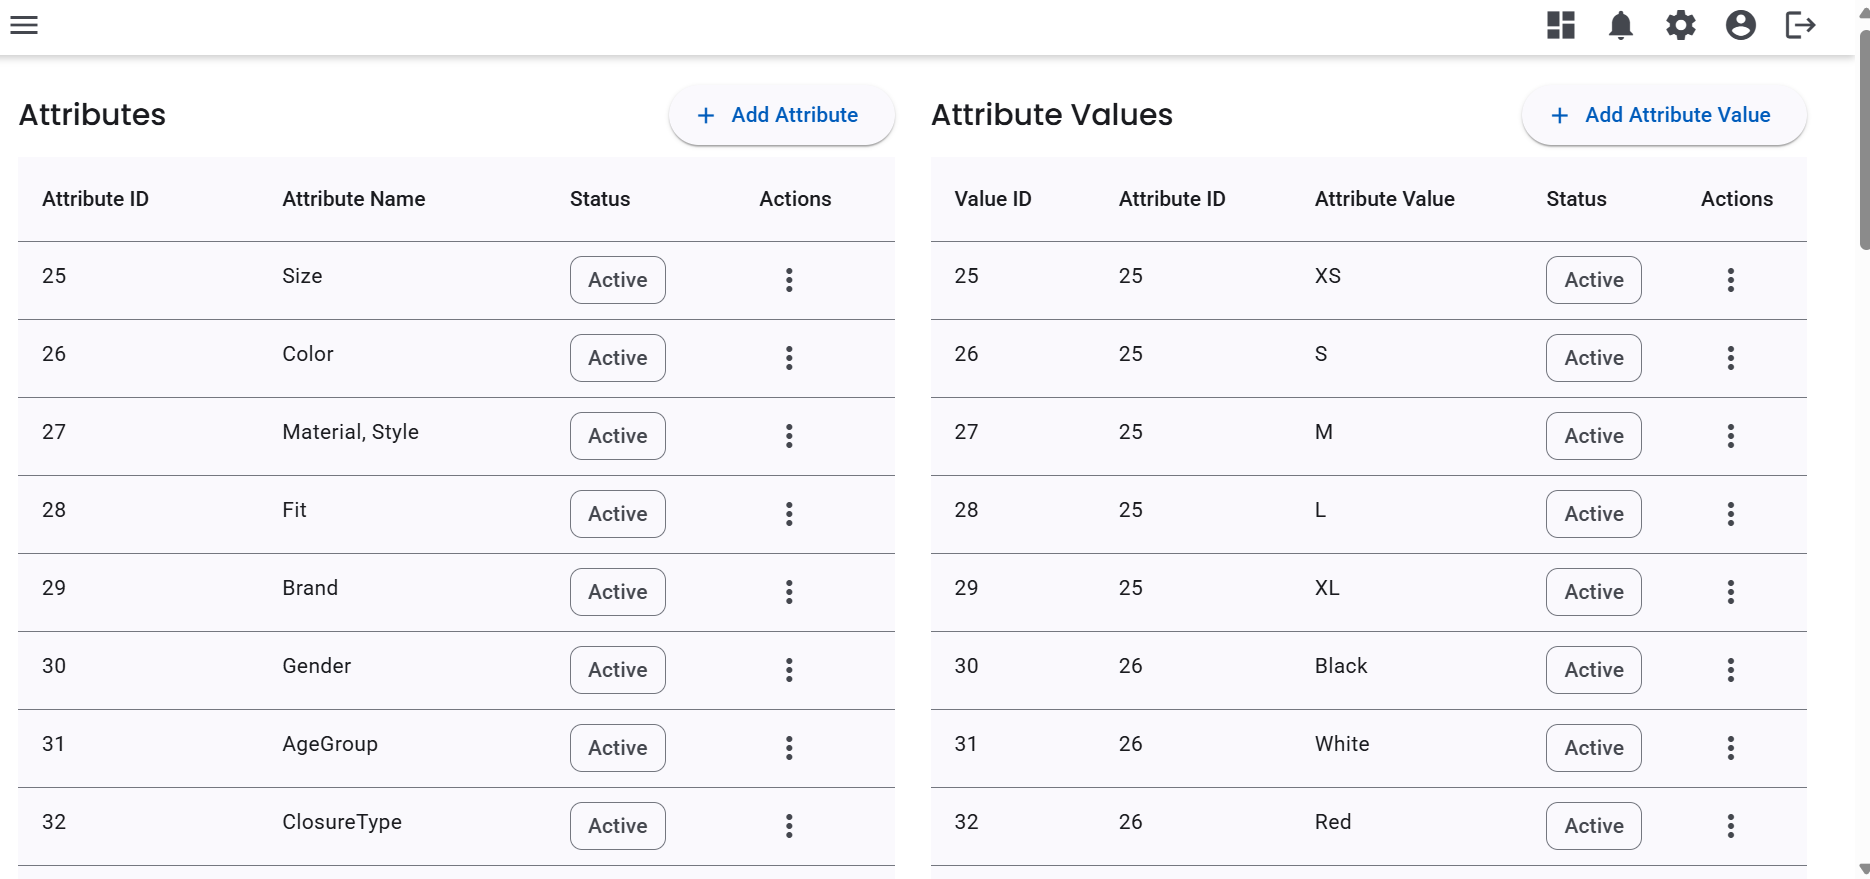 Attributes
+ Add Attribute
Attribute ID Attribute Name Status Actions
25 Size Active
26 Color Active
27 Material, Style Active
28 Fit Active
29 Brand Active
30 Gender Active
31 AgeGroup Active
32 ClosureType Active
Attribute Values
+ Add Attribute Value
Value ID Attribute ID Attribute Value Status Actions
25 25 XS Active
26 25 S Active
27 25 M Active
28 25 L Active
29 25 XL Active
30 26 Black Active
31 26 White Active
32 26 Red Active